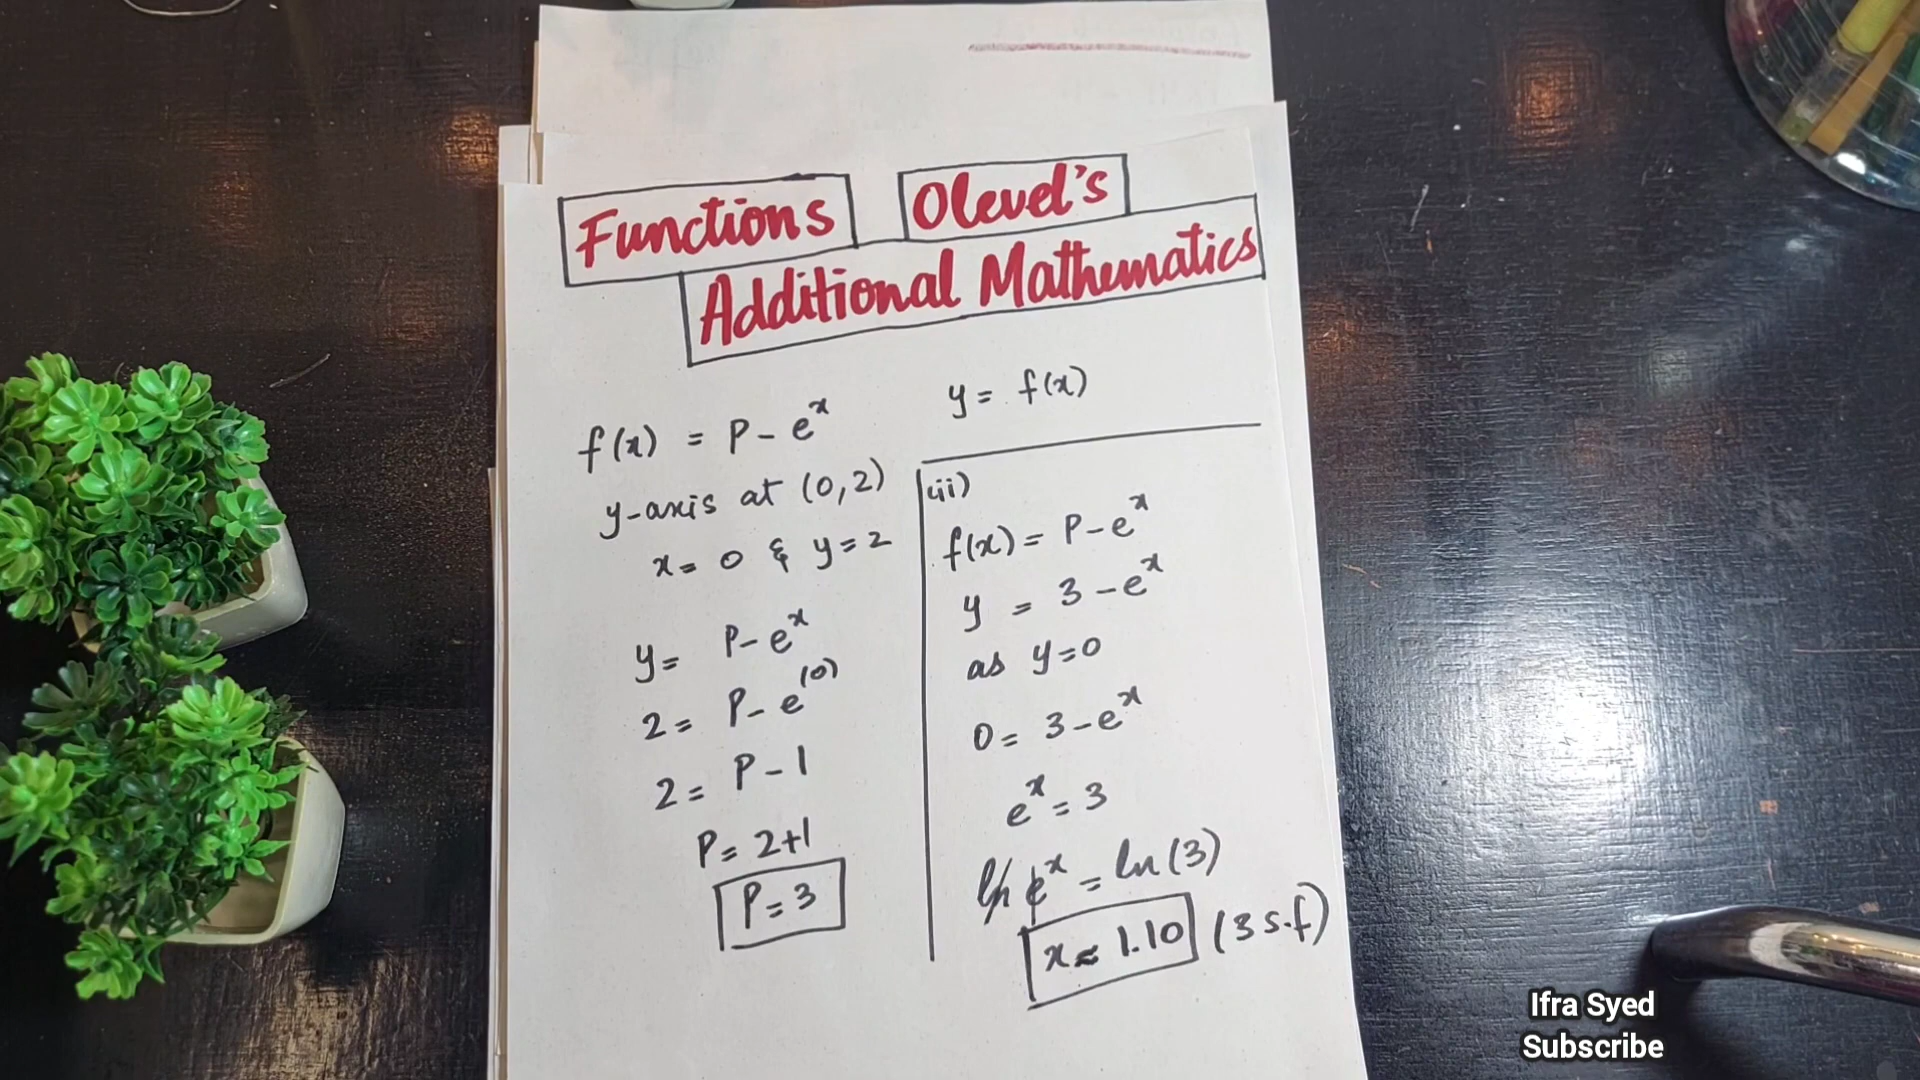 Functions Olevel's
Additional Mathematics
f(x) = P - e^x
y = f(x)
y-axis at (0,2)
x = 0 & y = 2
y = P - e^x
2 = P - e^(0)
2 = P - 1
P = 2+1
P = 3
iii)
f(x) = P - e^x
y = 3 - e^x
as y = 0
0 = 3 - e^x
e^x = 3
ln e^x = ln(3)
x ≈ 1.10 (3 s.f)
Ifra Syed
Subscribe